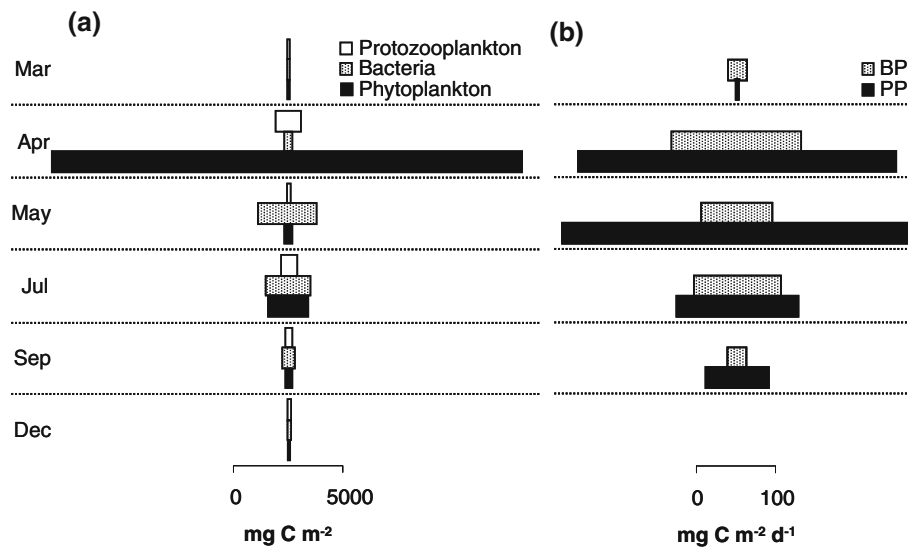 (a)
(b)
Protozooplankton
Bacteria
Phytoplankton
BP
PP
Mar
Apr
May
Jul
Sep
Dec
0 5000
mg C m-2
0 100
mg C m-2 d-1